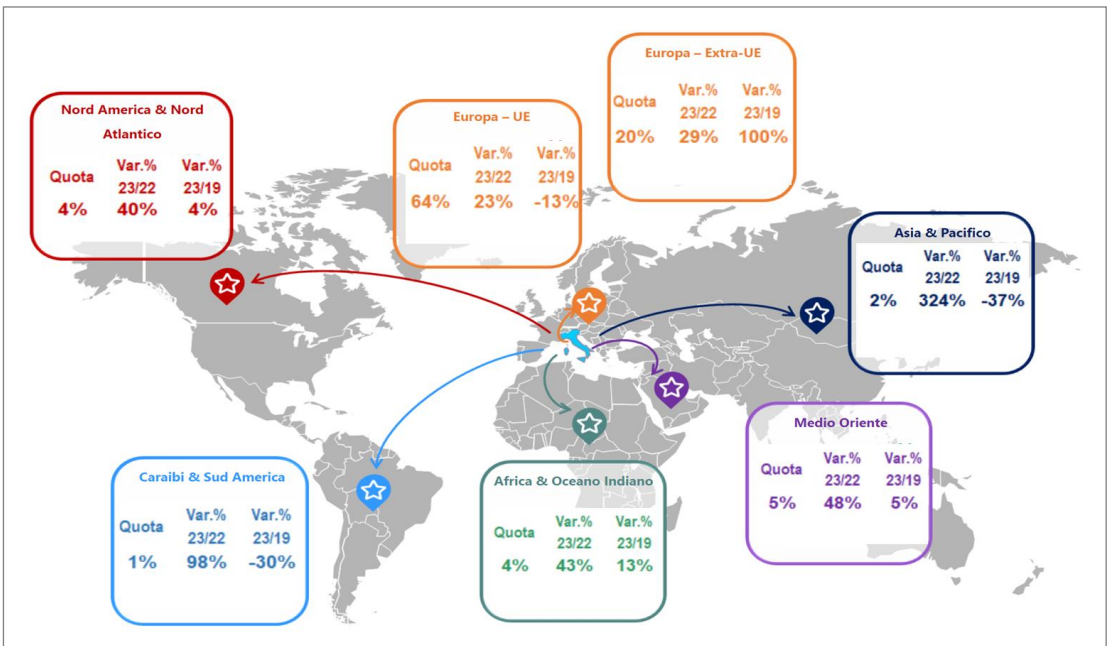 Europa – Extra-UE
Quota Var.% Var.%
23/22 23/19
20% 29% 100%
Nord America & Nord
Atlantico
Quota Var.% Var.%
23/22 23/19
4% 40% 4%
Europa – UE
Quota Var.% Var.%
23/22 23/19
64% 23% -13%
Asia & Pacifico
Quota Var.% Var.%
23/22 23/19
2% 324% -37%
Medio Oriente
Quota Var.% Var.%
23/22 23/19
5% 48% 5%
Caraibi & Sud America
Quota Var.% Var.%
23/22 23/19
1% 98% -30%
Africa & Oceano Indiano
Quota Var.% Var.%
23/22 23/19
4% 43% 13%